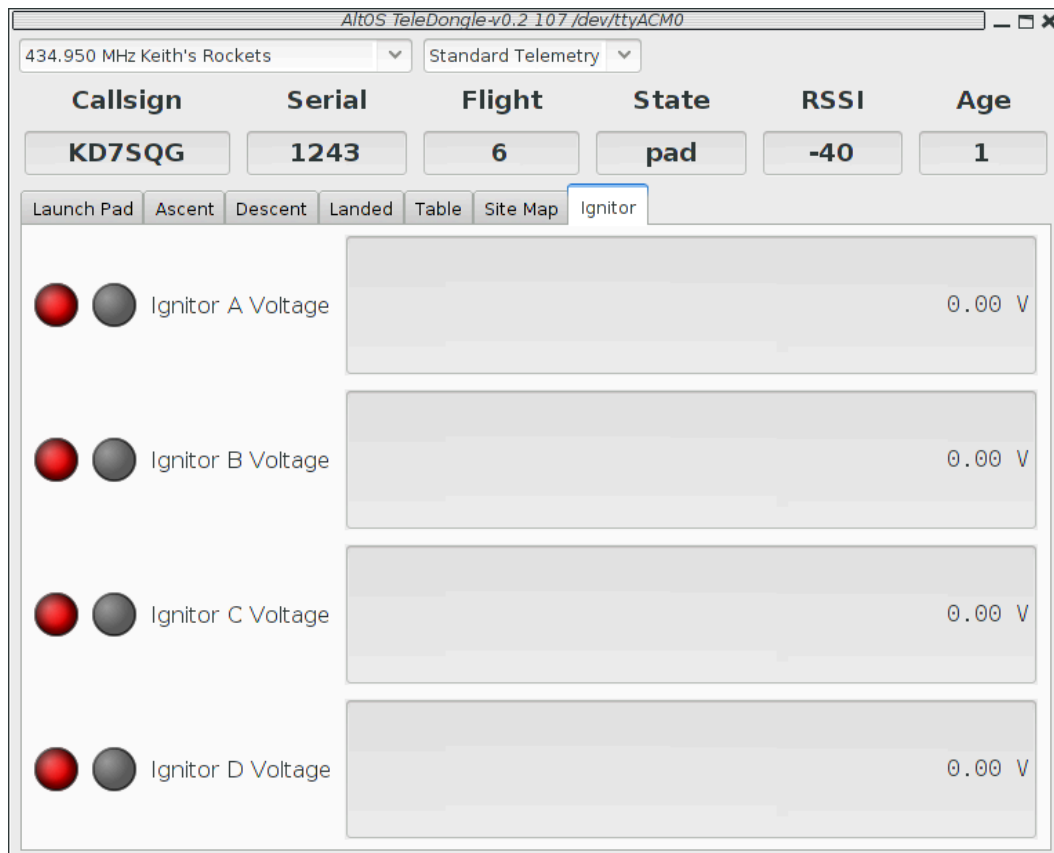 AltOS TeleDongle-v0.2 107 /dev/ttyACM0
434.950 MHz Keith's Rockets Standard Telemetry
Callsign Serial Flight State RSSI Age
KD7SQG 1243 6 pad -40 1
Launch Pad Ascent Descent Landed Table Site Map Ignitor
Ignitor A Voltage 0.00 V
Ignitor B Voltage 0.00 V
Ignitor C Voltage 0.00 V
Ignitor D Voltage 0.00 V